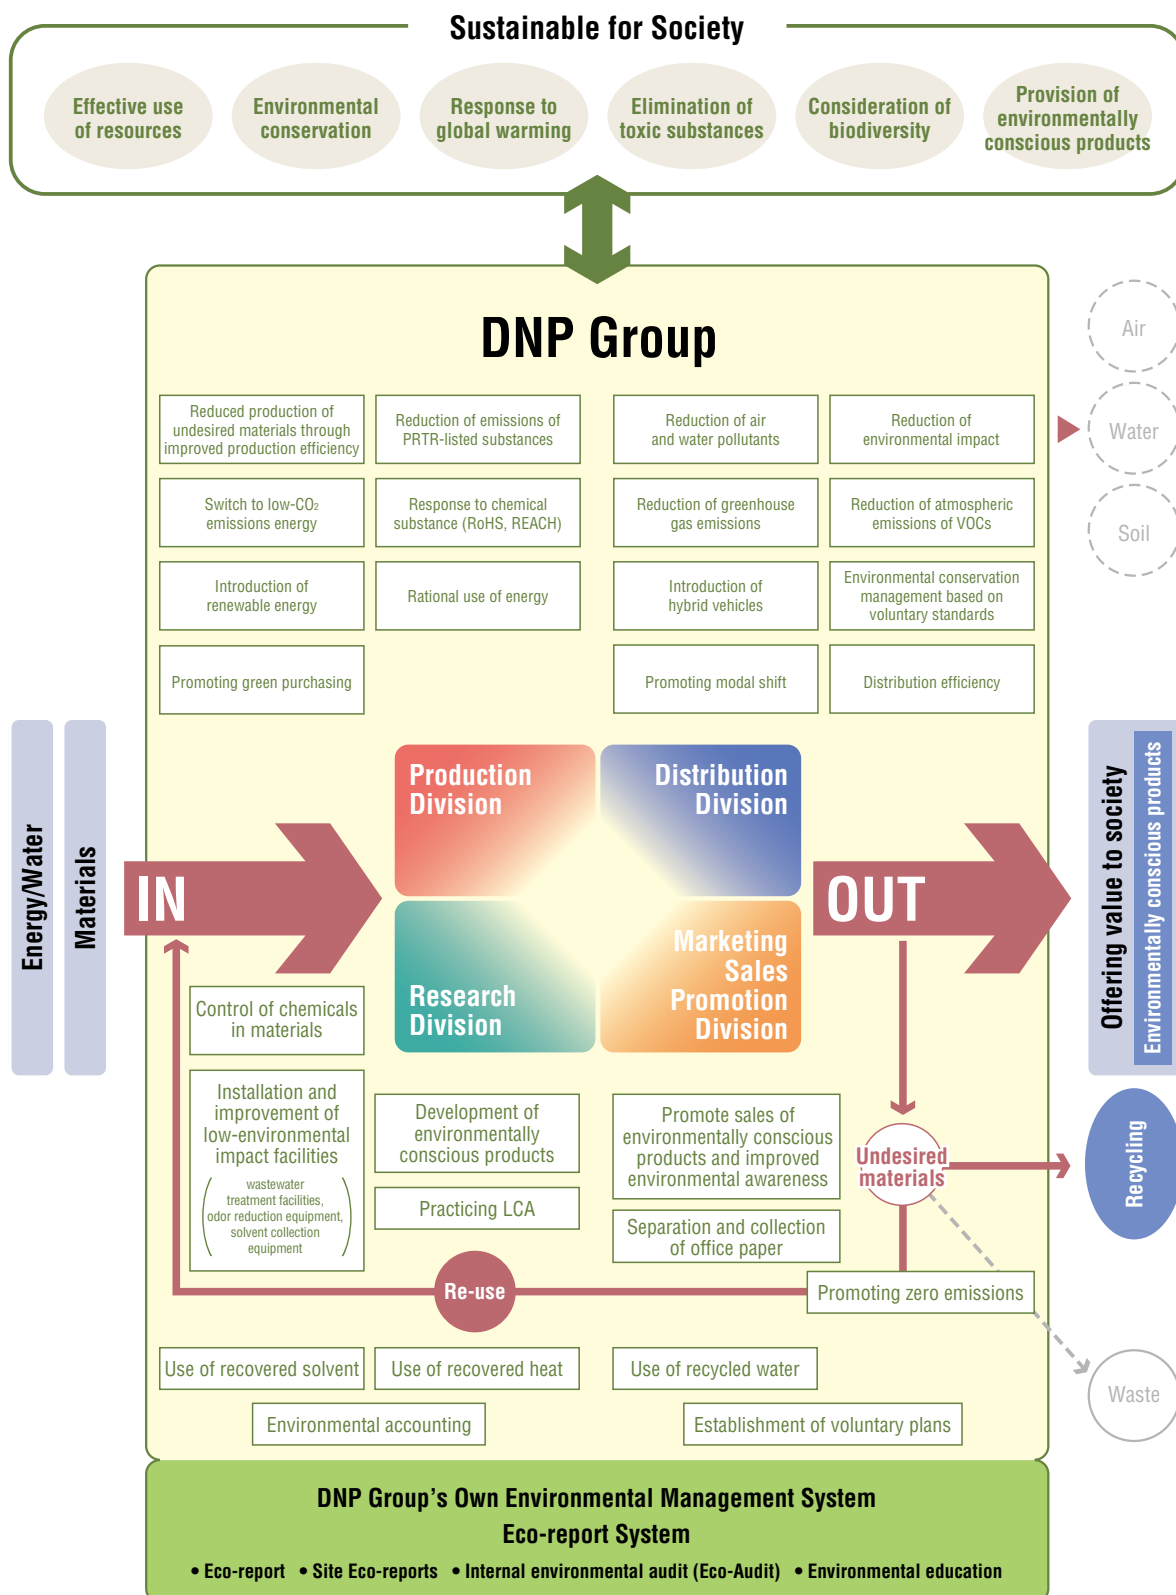 Sustainable for Society
Effective use
of resources
Environmental
conservation
Response to
global warming
Elimination of
toxic substances
Consideration of
biodiversity
Provision of
environmentally
conscious products
DNP Group
Reduced production of
undesired materials through
improved production efficiency
Reduction of emissions of
PRTR-listed substances
Reduction of air
and water pollutants
Reduction of
environmental impact
Switch to low-CO₂
emissions energy
Response to chemical
substance (RoHS, REACH)
Reduction of greenhouse
gas emissions
Reduction of atmospheric
emissions of VOCs
Introduction of
renewable energy
Rational use of energy
Introduction of
hybrid vehicles
Environmental conservation
management based on
voluntary standards
Promoting green purchasing
Promoting modal shift
Distribution efficiency
Air
Water
Soil
Energy/Water
Materials
IN
Production
Division
Distribution
Division
Research
Division
Marketing
Sales
Promotion
Division
OUT
Offering value to society
Environmentally conscious products
Control of chemicals
in materials
Installation and
improvement of
low-environmental
impact facilities
wastewater
treatment facilities,
odor reduction equipment,
solvent collection
equipment
Development of
environmentally
conscious products
Practicing LCA
Promote sales of
environmentally conscious
products and improved
environmental awareness
Separation and collection
of office paper
Undesired
materials
Recycling
Re-use
Promoting zero emissions
Use of recovered solvent
Use of recovered heat
Use of recycled water
Waste
Environmental accounting
Establishment of voluntary plans
DNP Group's Own Environmental Management System
Eco-report System
• Eco-report • Site Eco-reports • Internal environmental audit (Eco-Audit) • Environmental education